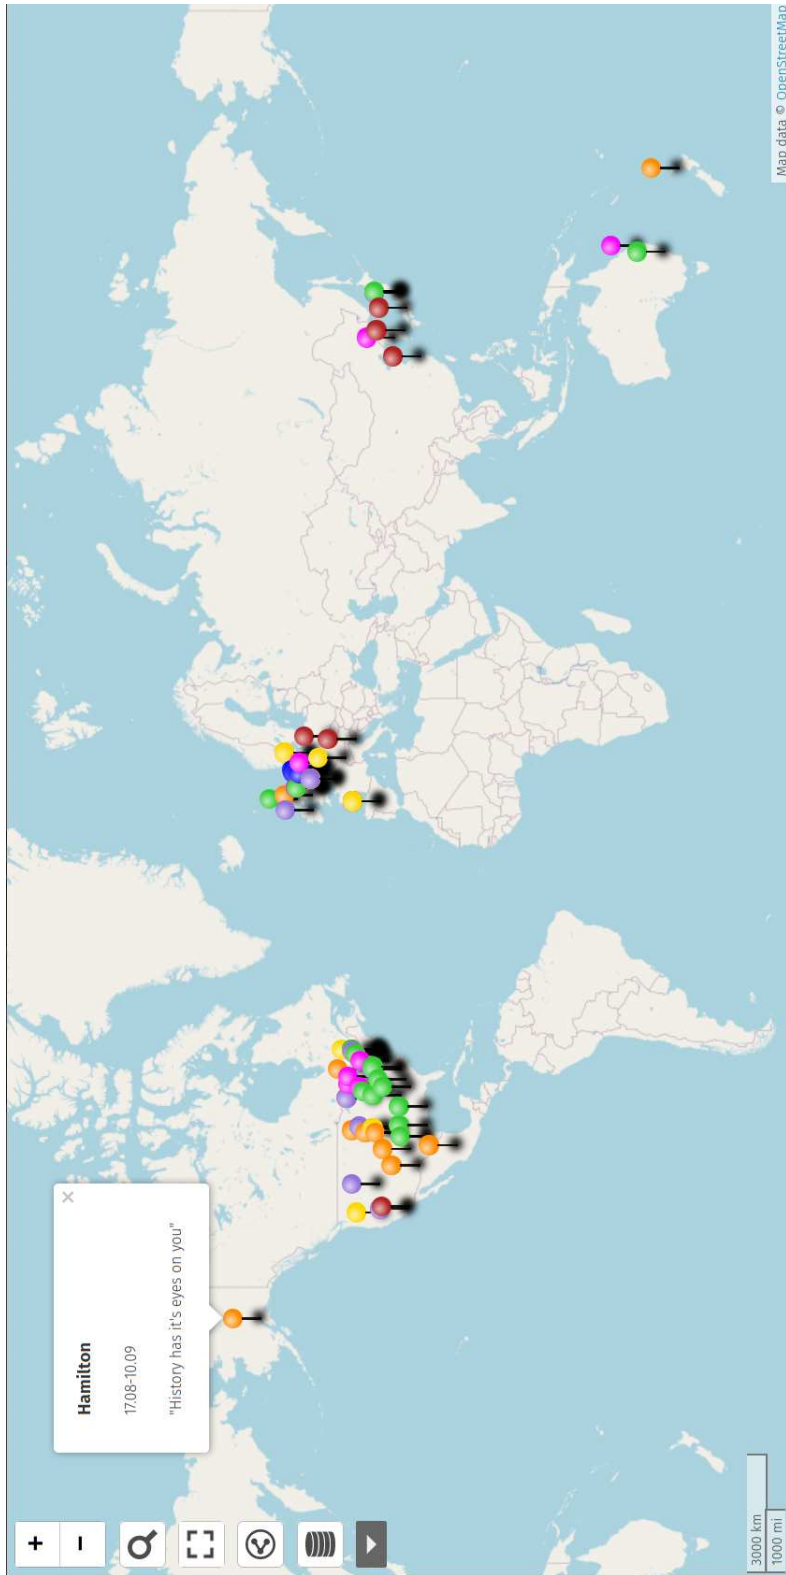 +
−
×
Hamilton
17.08-10.09
"History has it's eyes on you"
3000 km
1000 mi
Map data © OpenStreetMap